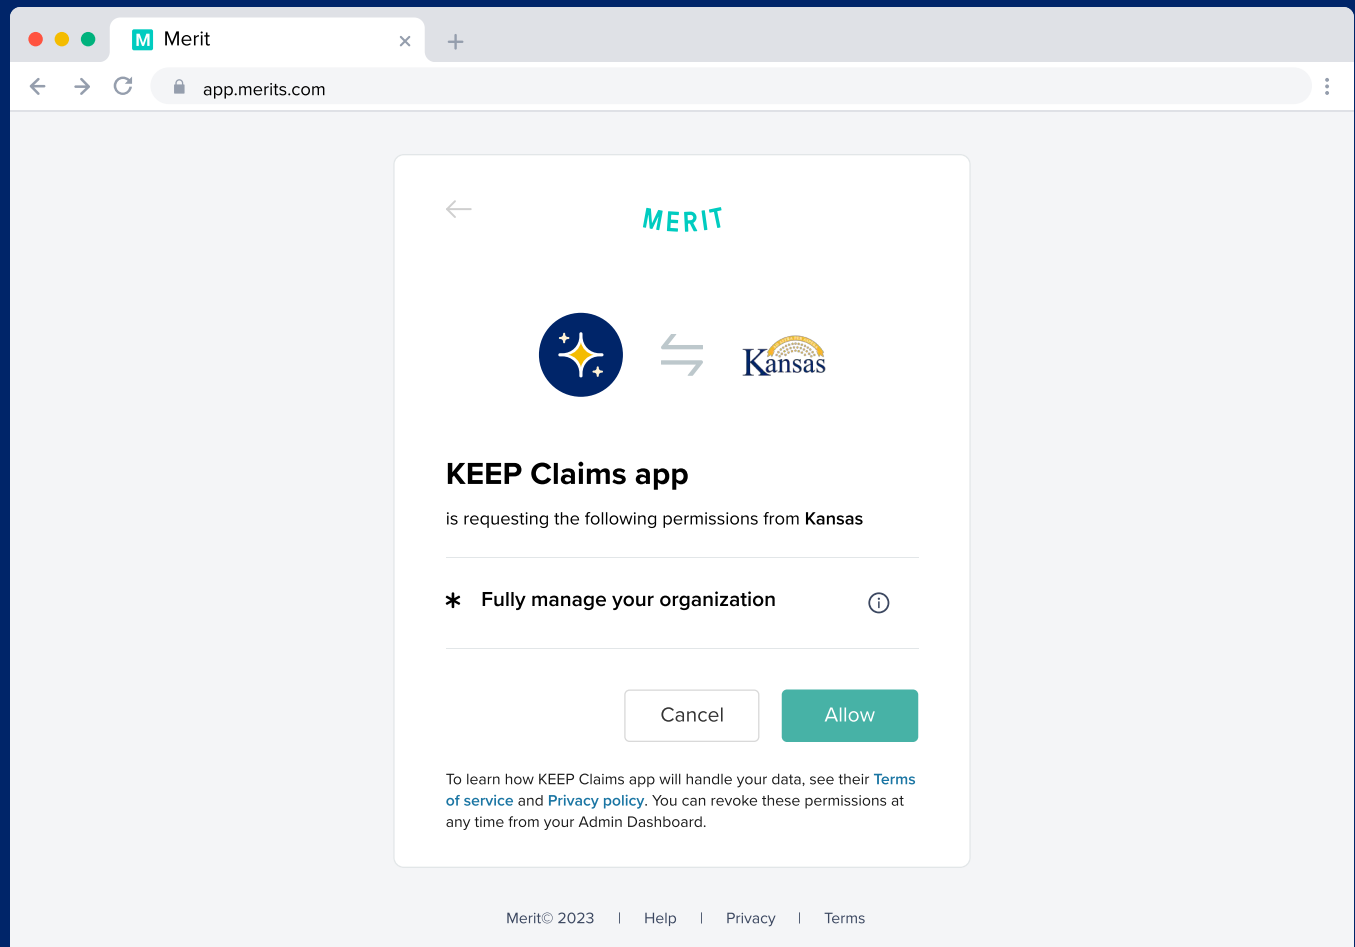 M Merit
app.merits.com
MERIT
Kansas
KEEP Claims app
is requesting the following permissions from Kansas
* Fully manage your organization
Cancel
Allow
To learn how KEEP Claims app will handle your data, see their Terms
of service and Privacy policy. You can revoke these permissions at
any time from your Admin Dashboard.
Merit© 2023 | Help | Privacy | Terms